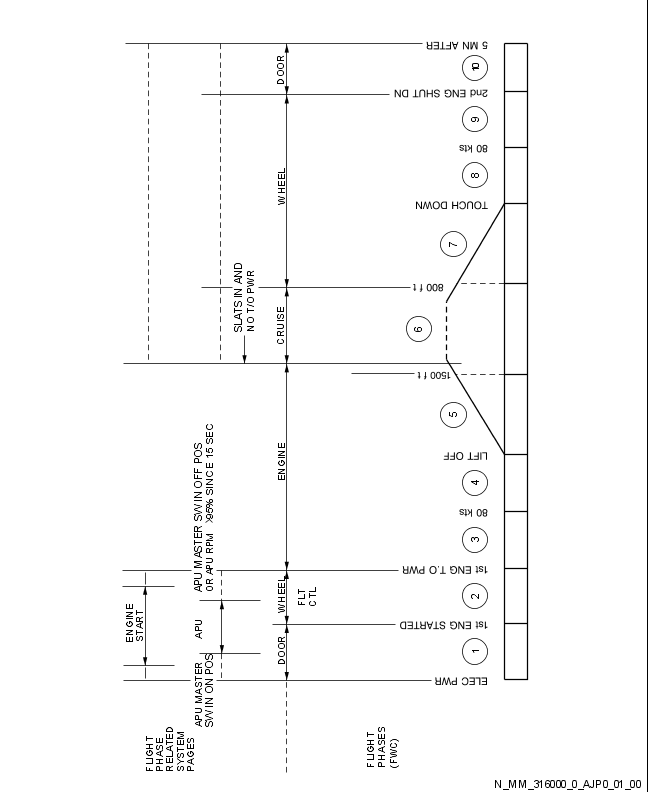 FLIGHT
PHASE
RELATED
SYSTEM
PAGES
APU MASTER
SW IN ON POS
ENGINE
START
APU
APU MASTER SW IN OFF POS
OR APU RPM >95% SINCE 15 SEC
DOOR
WHEEL
FLT
CTL
ENGINE
SLATS IN AND
NO T/O PWR
CRUISE
WHEEL
DOOR
FLIGHT
PHASES
(FWC)
ELEC PWR
1
1st ENG STARTED
2
1st ENG T.O PWR
3
80 kts
4
LIFT OFF
5
1500 ft
6
800 ft
7
TOUCH DOWN
8
80 kts
9
2nd ENG SHUT DN
10
5 MN AFTER
N_MM_316000_0_AJP0_01_00